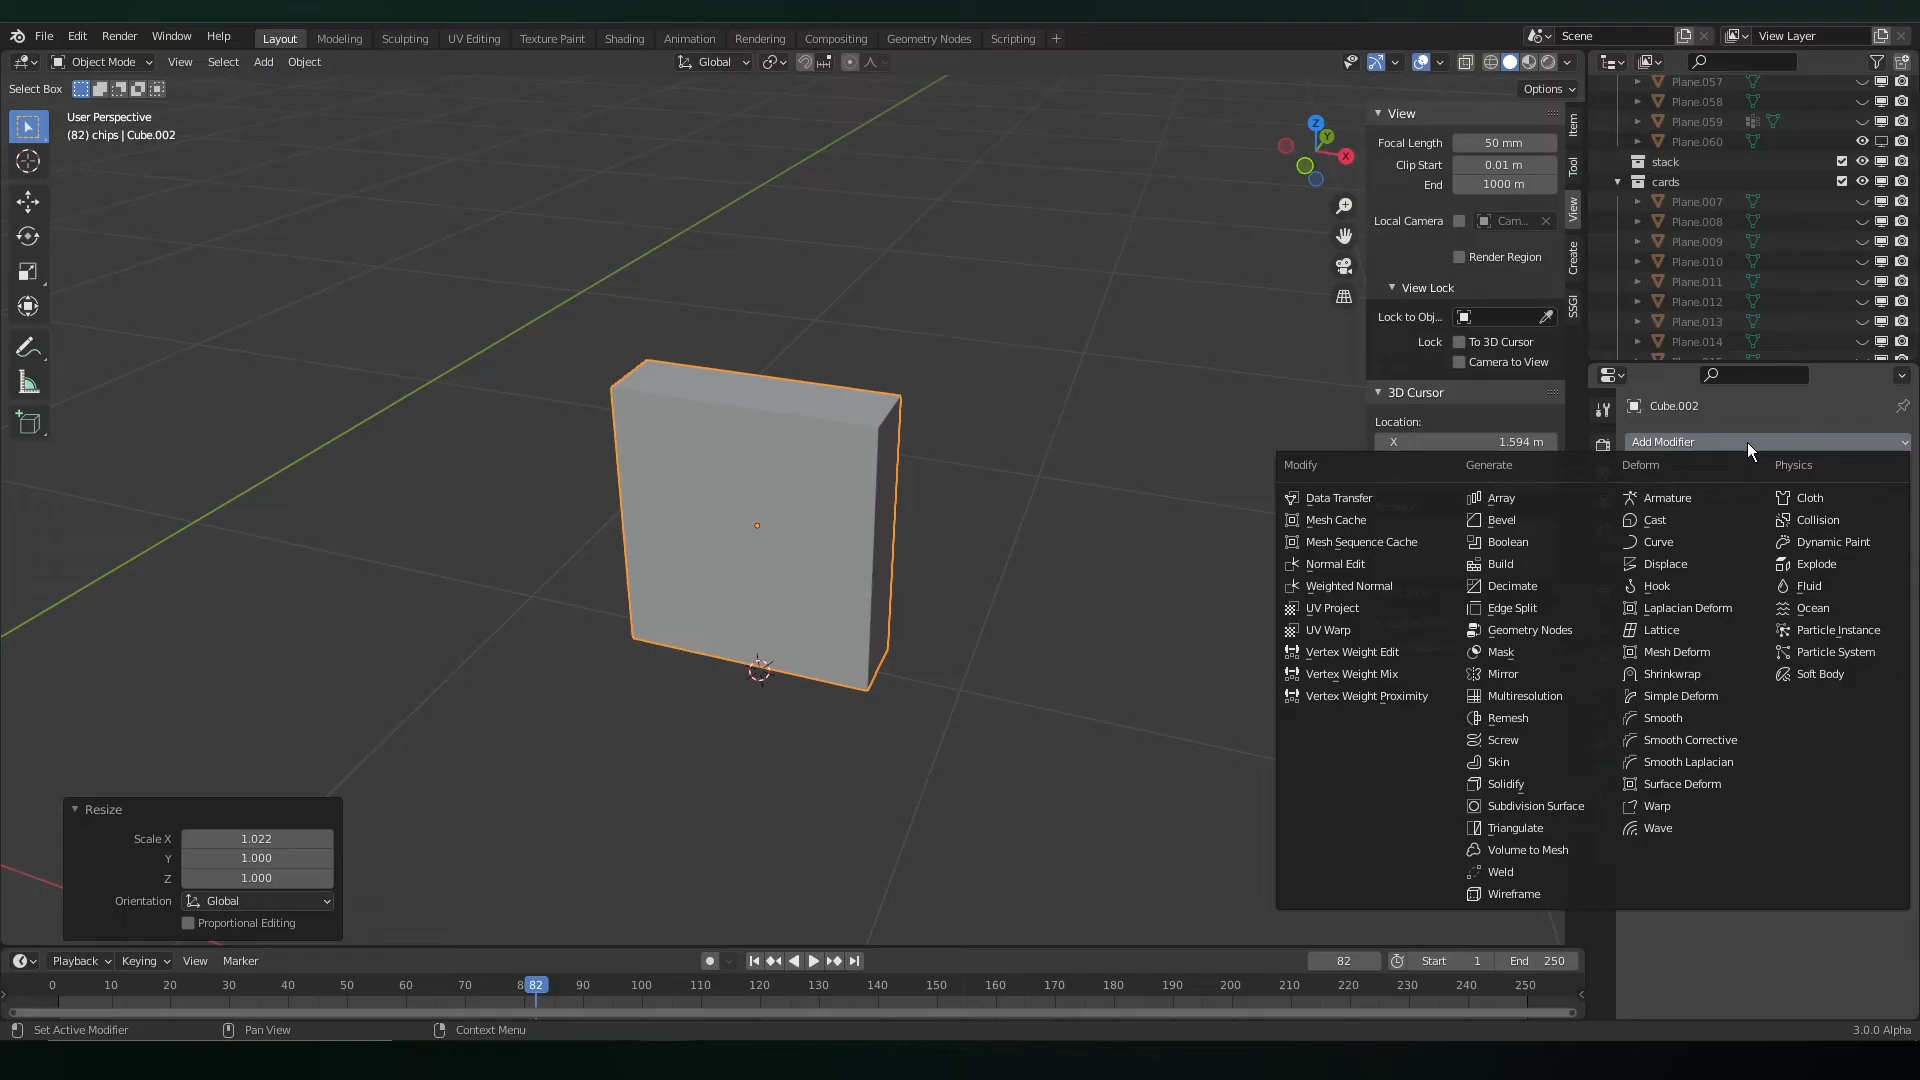 File Edit Render Window Help Layout Modeling Sculpting UV Editing Texture Paint Shading Animation Rendering Compositing Geometry Nodes Scripting + Scene View Layer
Object Mode View Select Add Object Global
Select Box Options
User Perspective
(82) chips | Cube.002
Z
Y
X
View
Focal Length 50 mm
Clip Start 0.01 m
End 1000 m
Local Camera Cam...
Render Region
View Lock
Lock to Obj...
Lock To 3D Cursor
Camera to View
3D Cursor
Location:
X 1.594 m
Item
Tool
View
Create
SSGI
Plane.057
Plane.058
Plane.059
Plane.060
stack
cards
Plane.007
Plane.008
Plane.009
Plane.010
Plane.011
Plane.012
Plane.013
Plane.014
Cube.002
Add Modifier
Modify
Data Transfer
Mesh Cache
Mesh Sequence Cache
Normal Edit
Weighted Normal
UV Project
UV Warp
Vertex Weight Edit
Vertex Weight Mix
Vertex Weight Proximity
Generate
Array
Bevel
Boolean
Build
Decimate
Edge Split
Geometry Nodes
Mask
Mirror
Multiresolution
Remesh
Screw
Skin
Solidify
Subdivision Surface
Triangulate
Volume to Mesh
Weld
Wireframe
Deform
Armature
Cast
Curve
Displace
Hook
Laplacian Deform
Lattice
Mesh Deform
Shrinkwrap
Simple Deform
Smooth
Smooth Corrective
Smooth Laplacian
Surface Deform
Warp
Wave
Physics
Cloth
Collision
Dynamic Paint
Explode
Fluid
Ocean
Particle Instance
Particle System
Soft Body
Resize
Scale X 1.022
Y 1.000
Z 1.000
Orientation Global
Proportional Editing
Playback Keying View Marker 82 Start 1 End 250
0 10 20 30 40 50 60 70 8 82 90 100 110 120 130 140 150 160 170 180 190 200 210 220 230 240 250
Set Active Modifier Pan View Context Menu 3.0.0 Alpha